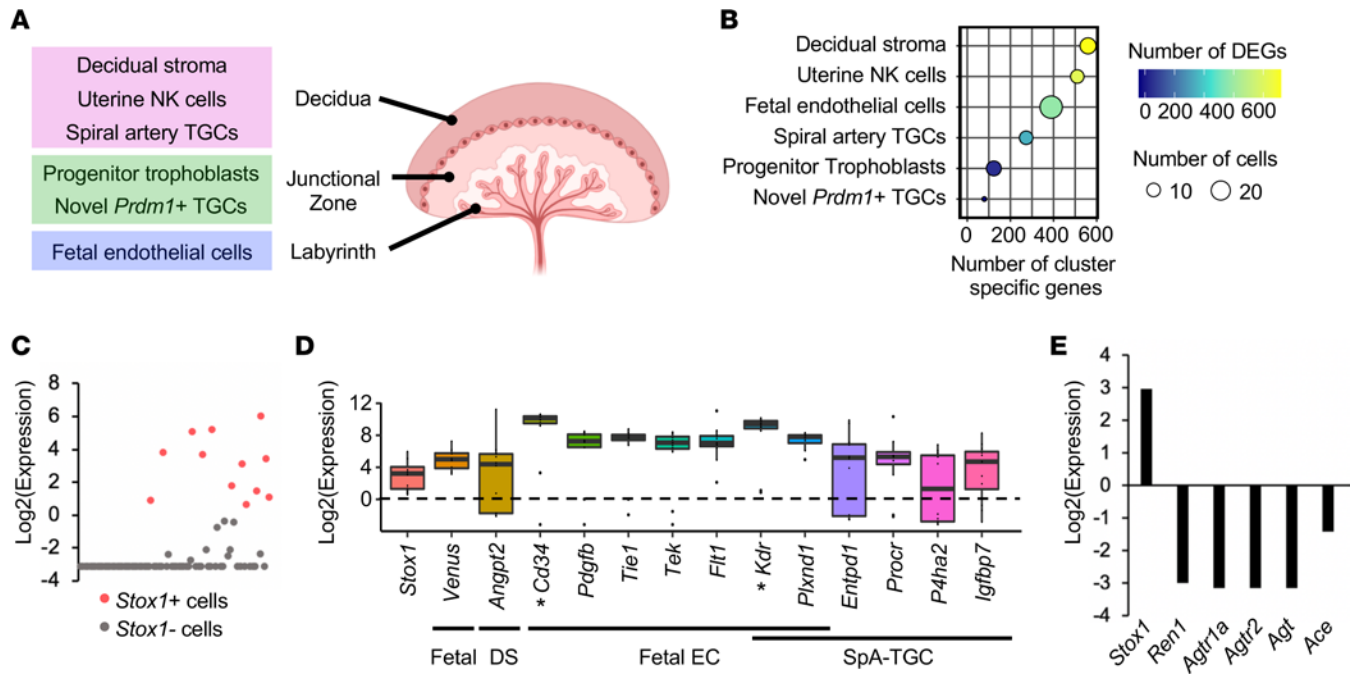 A
Decidual stroma
Uterine NK cells
Spiral artery TGCs
Progenitor trophoblasts
Novel Prdm1+ TGCs
Fetal endothelial cells
Decidua
Junctional
Zone
Labyrinth
B
Decidual stroma
Uterine NK cells
Fetal endothelial cells
Spiral artery TGCs
Progenitor Trophoblasts
Novel Prdm1+ TGCs
0 200 400 600
Number of cluster
specific genes
Number of DEGs
0 200 400 600
Number of cells
10 20
C
Log2(Expression)
8
6
4
2
0
-2
-4
Stox1+ cells
Stox1- cells
D
Log2(Expression)
12
8
4
0
Stox1
Venus
Angpt2
* Cd34
Pdgfb
Tie1
Tek
Flt1
* Kdr
Plxnd1
Entpd1
Procr
P4ha2
Igfbp7
Fetal DS Fetal EC SpA-TGC
E
Log2(Expression)
4
3
2
1
0
-1
-2
-3
-4
Stox1
Ren1
Agtr1a
Agtr2
Agt
Ace